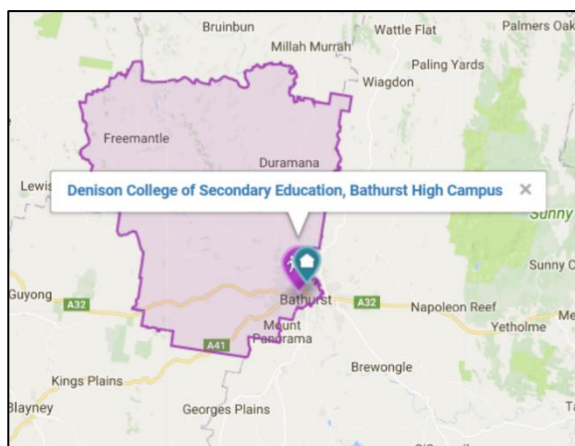 Bruinbun
Wattle Flat
Palmers Oak
Millah Murrah
Paling Yards
Wiagdon
Freemantle
Duramana
Lewis
Denison College of Secondary Education, Bathurst High Campus ×
Sunny
Sunny C
Guyong
A32
Bathurst
A32
Napoleon Reef
Me
Mount
Panorama
Yetholme
A41
Brewongle
Kings Plains
Blayney
Georges Plains